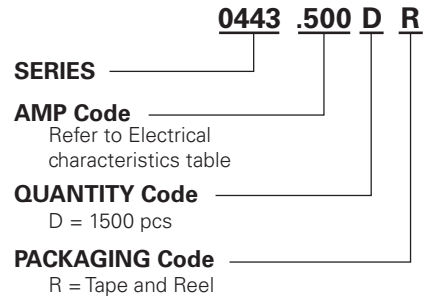 0443 .500 D R
SERIES
AMP Code
Refer to Electrical
characteristics table
QUANTITY Code
D = 1500 pcs
PACKAGING Code
R = Tape and Reel